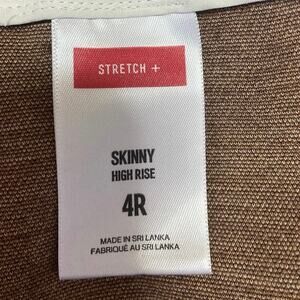 STRETCH +
SKINNY
HIGH RISE
4R
MADE IN SRI LANKA
FABRIQUÉ AU SRI LANKA